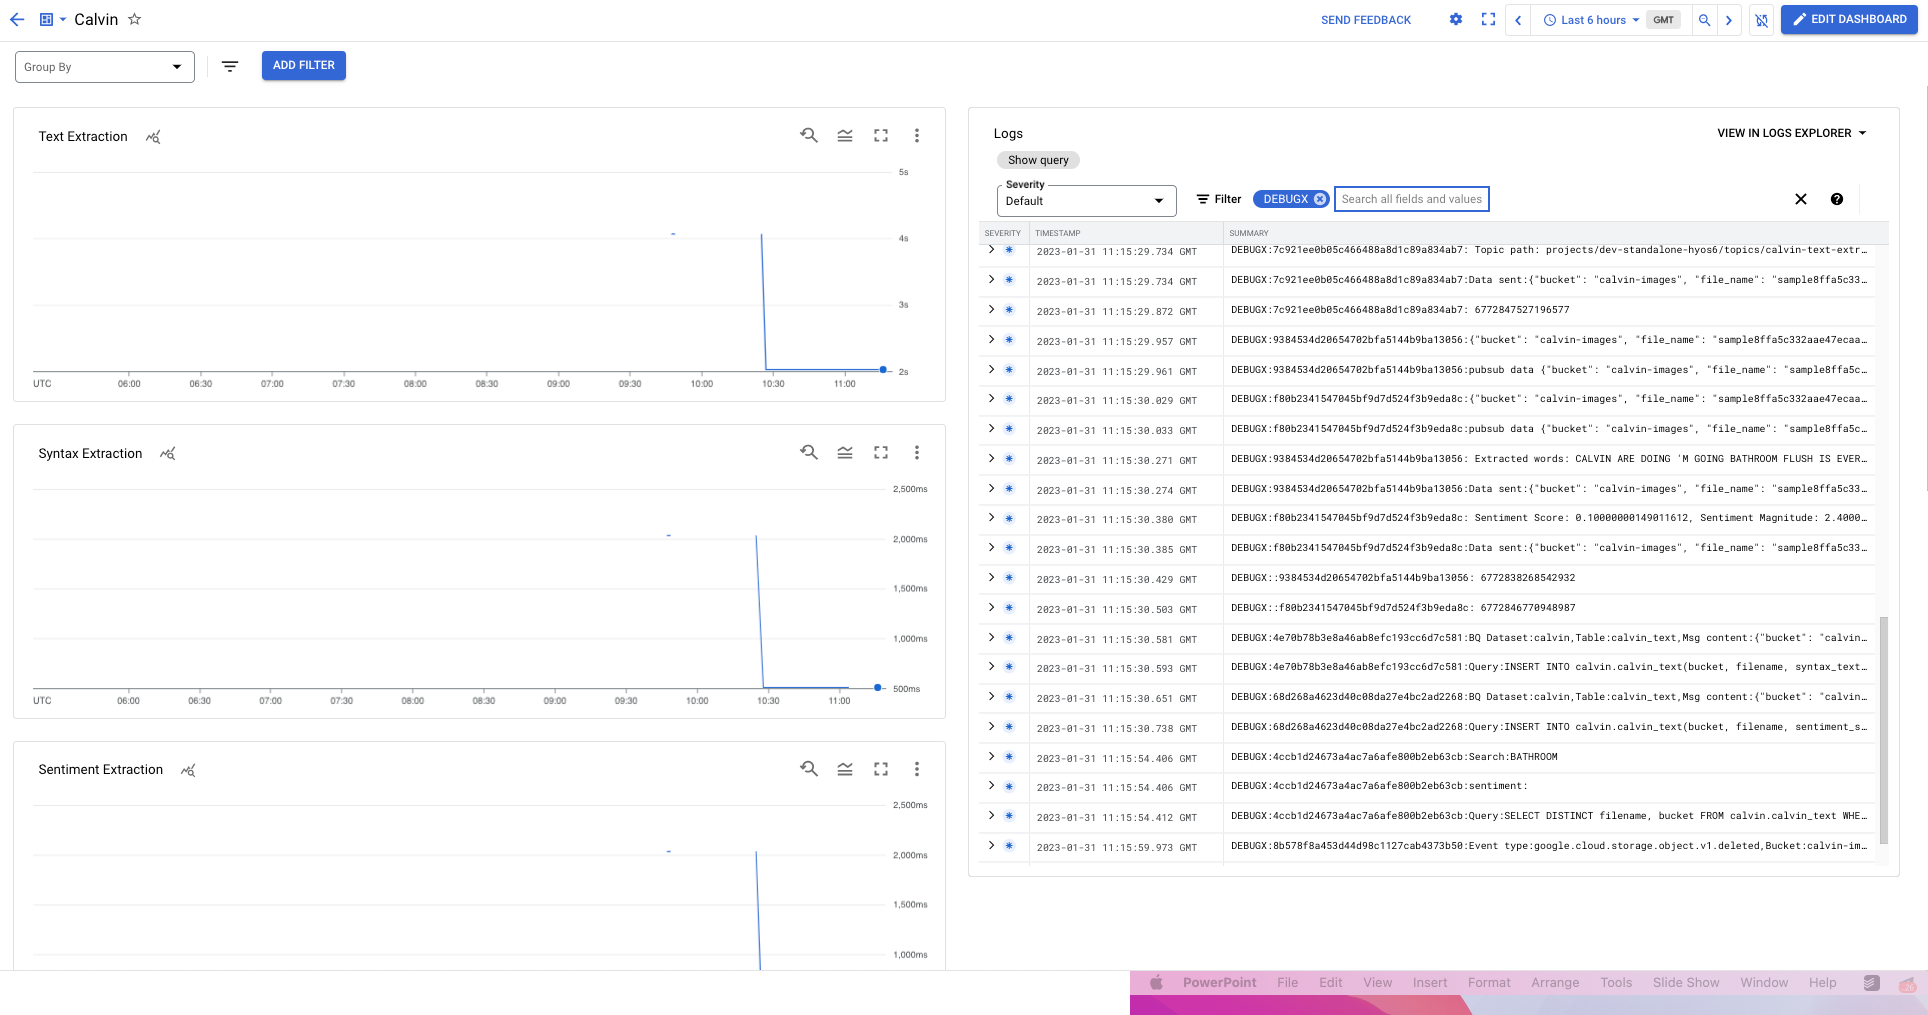 Calvin
SEND FEEDBACK
Last 6 hours
GMT
EDIT DASHBOARD
Group By
ADD FILTER
Text Extraction
5s
4s
3s
2s
UTC 06:00 06:30 07:00 07:30 08:00 08:30 09:00 09:30 10:00 10:30 11:00
Syntax Extraction
2,500ms
2,000ms
1,500ms
1,000ms
500ms
UTC 06:00 06:30 07:00 07:30 08:00 08:30 09:00 09:30 10:00 10:30 11:00
Sentiment Extraction
2,500ms
2,000ms
1,500ms
1,000ms
Logs
VIEW IN LOGS EXPLORER
Show query
Severity
Default
Filter
DEBUGX
Search all fields and values
SEVERITY TIMESTAMP SUMMARY
2023-01-31 11:15:29.734 GMT DEBUGX:7c921ee0b05c466488a8d1c89a834ab7: Topic path: projects/dev-standalone-hyos6/topics/calvin-text-extr…
2023-01-31 11:15:29.734 GMT DEBUGX:7c921ee0b05c466488a8d1c89a834ab7:Data sent:{"bucket": "calvin-images", "file_name": "sample8ffa5c33…
2023-01-31 11:15:29.872 GMT DEBUGX:7c921ee0b05c466488a8d1c89a834ab7: 6772847527196577
2023-01-31 11:15:29.957 GMT DEBUGX:9384534d20654702bfa5144b9ba13056:{"bucket": "calvin-images", "file_name": "sample8ffa5c332aae47ecaa…
2023-01-31 11:15:29.961 GMT DEBUGX:9384534d20654702bfa5144b9ba13056:pubsub data {"bucket": "calvin-images", "file_name": "sample8ffa5c…
2023-01-31 11:15:30.029 GMT DEBUGX:f80b2341547045bf9d7d524f3b9eda8c:{"bucket": "calvin-images", "file_name": "sample8ffa5c332aae47ecaa…
2023-01-31 11:15:30.033 GMT DEBUGX:f80b2341547045bf9d7d524f3b9eda8c:pubsub data {"bucket": "calvin-images", "file_name": "sample8ffa5c…
2023-01-31 11:15:30.271 GMT DEBUGX:9384534d20654702bfa5144b9ba13056: Extracted words: CALVIN ARE DOING 'M GOING BATHROOM FLUSH IS EVER…
2023-01-31 11:15:30.274 GMT DEBUGX:9384534d20654702bfa5144b9ba13056:Data sent:{"bucket": "calvin-images", "file_name": "sample8ffa5c33…
2023-01-31 11:15:30.380 GMT DEBUGX:f80b2341547045bf9d7d524f3b9eda8c: Sentiment Score: 0.10000000149011612, Sentiment Magnitude: 2.4000…
2023-01-31 11:15:30.385 GMT DEBUGX:f80b2341547045bf9d7d524f3b9eda8c:Data sent:{"bucket": "calvin-images", "file_name": "sample8ffa5c33…
2023-01-31 11:15:30.429 GMT DEBUGX::9384534d20654702bfa5144b9ba13056: 6772838268542932
2023-01-31 11:15:30.503 GMT DEBUGX::f80b2341547045bf9d7d524f3b9eda8c: 6772846770948987
2023-01-31 11:15:30.581 GMT DEBUGX:4e70b78b3e8a46ab8efc193cc6d7c581:BQ Dataset:calvin,Table:calvin_text,Msg content:{"bucket": "calvin…
2023-01-31 11:15:30.593 GMT DEBUGX:4e70b78b3e8a46ab8efc193cc6d7c581:Query:INSERT INTO calvin.calvin_text(bucket, filename, syntax_text…
2023-01-31 11:15:30.651 GMT DEBUGX:68d268a4623d40c08da27e4bc2ad2268:BQ Dataset:calvin,Table:calvin_text,Msg content:{"bucket": "calvin…
2023-01-31 11:15:30.738 GMT DEBUGX:68d268a4623d40c08da27e4bc2ad2268:Query:INSERT INTO calvin.calvin_text(bucket, filename, sentiment_s…
2023-01-31 11:15:54.406 GMT DEBUGX:4ccb1d24673a4ac7a6afe800b2eb63cb:Search:BATHROOM
2023-01-31 11:15:54.406 GMT DEBUGX:4ccb1d24673a4ac7a6afe800b2eb63cb:sentiment:
2023-01-31 11:15:54.412 GMT DEBUGX:4ccb1d24673a4ac7a6afe800b2eb63cb:Query:SELECT DISTINCT filename, bucket FROM calvin.calvin_text WHE…
2023-01-31 11:15:59.973 GMT DEBUGX:8b578f8a453d44d98c1127cab4373b50:Event type:google.cloud.storage.object.v1.deleted,Bucket:calvin-im…
PowerPoint File Edit View Insert Format Arrange Tools Slide Show Window Help
26